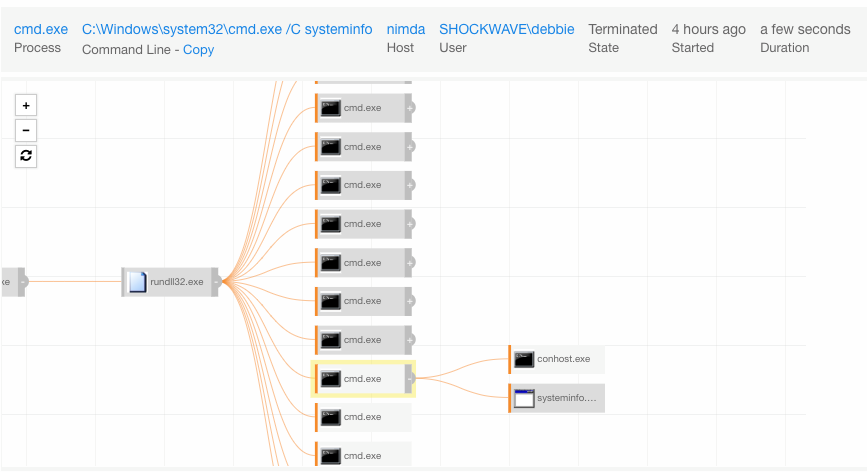 cmd.exe C:\Windows\system32\cmd.exe /C systeminfo nimda SHOCKWAVE\debbie Terminated 4 hours ago a few seconds
Process Command Line - Copy Host User State Started Duration
+
−
cmd.exe
cmd.exe
cmd.exe
cmd.exe
cmd.exe
xe rundll32.exe
cmd.exe
cmd.exe
conhost.exe
cmd.exe
systeminfo....
cmd.exe
cmd.exe